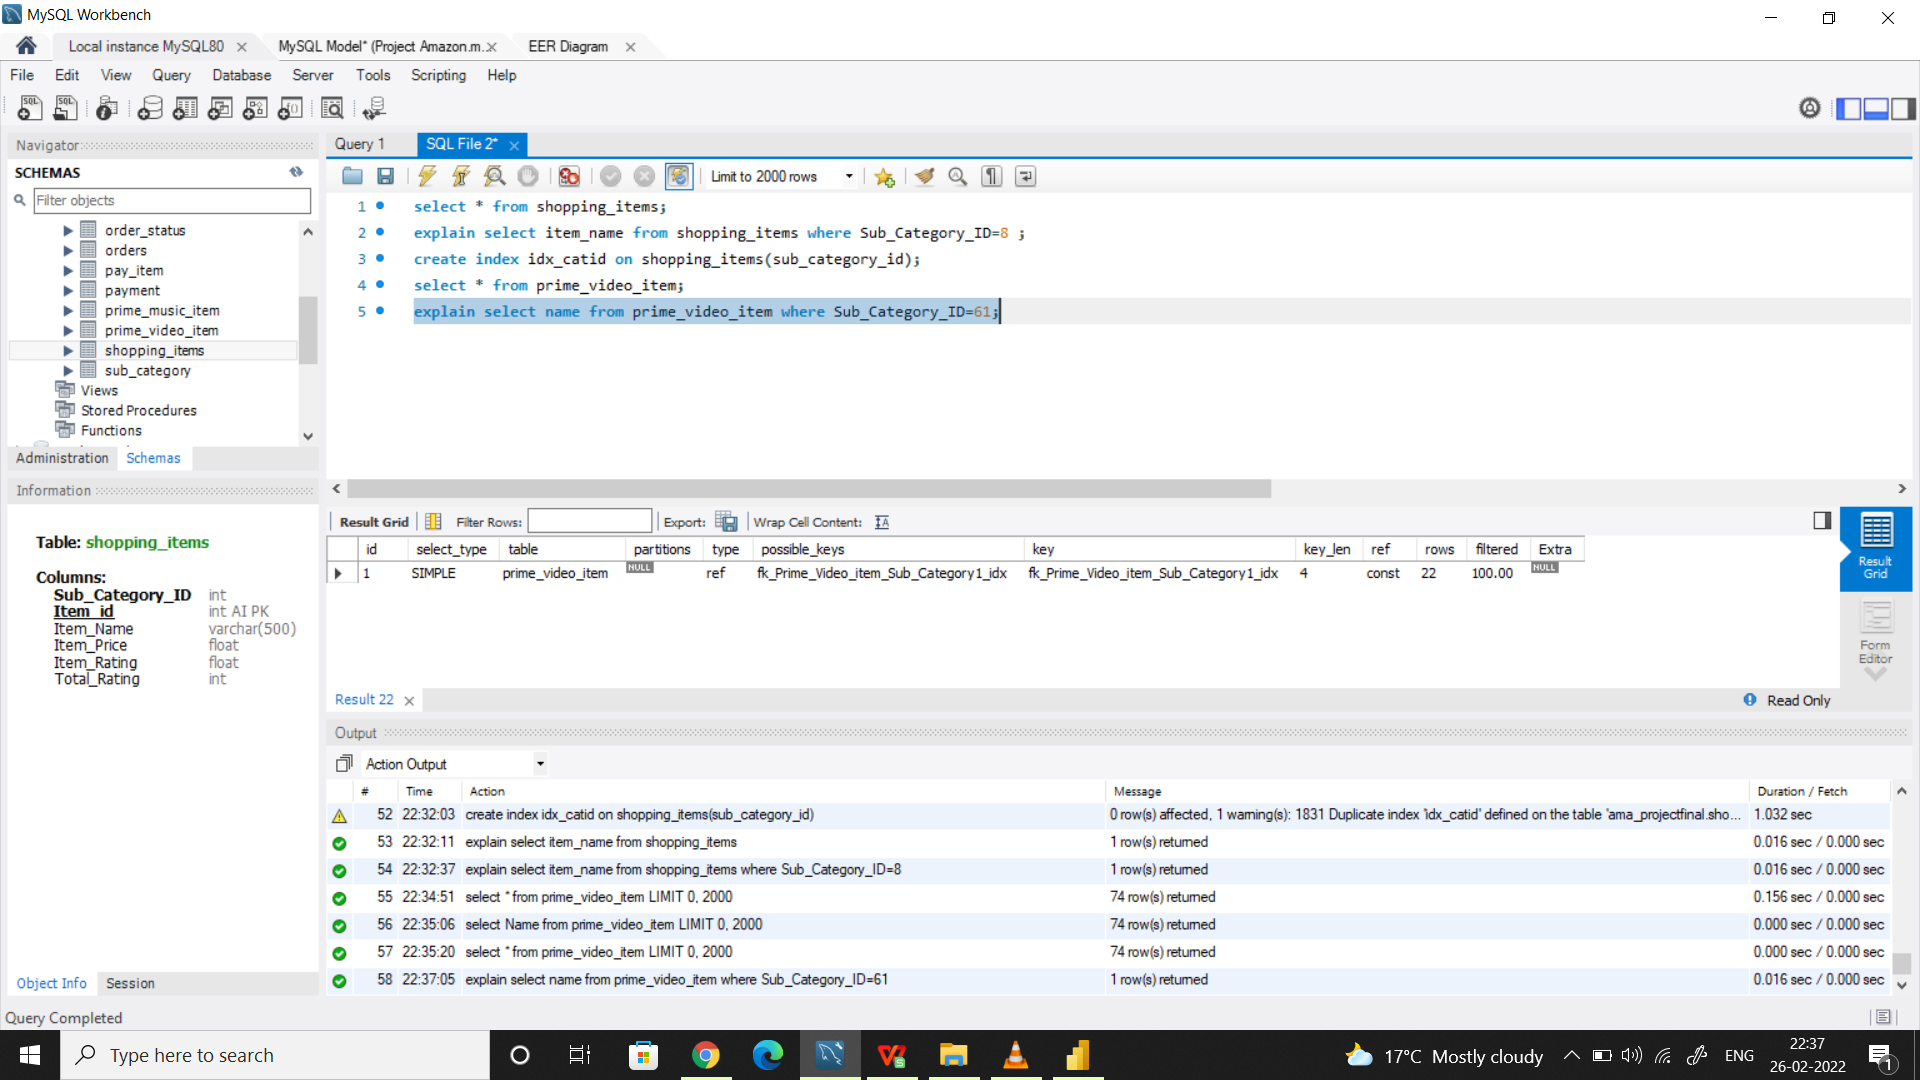 MySQL Workbench
Local instance MySQL80
MySQL Model* (Project Amazon.m...
EER Diagram
File Edit View Query Database Server Tools Scripting Help
Navigator
SCHEMAS
Filter objects
order_status
orders
pay_item
payment
prime_music_item
prime_video_item
shopping_items
sub_category
Views
Stored Procedures
Functions
Administration Schemas
Information
Table: shopping_items
Columns:
Sub_Category_ID int
Item_id int AI PK
Item_Name varchar(500)
Item_Price float
Item_Rating float
Total_Rating int
Object Info Session
Query 1 SQL File 2*
Limit to 2000 rows
1 select * from shopping_items;
2 explain select item_name from shopping_items where Sub_Category_ID=8 ;
3 create index idx_catid on shopping_items(sub_category_id);
4 select * from prime_video_item;
5 explain select name from prime_video_item where Sub_Category_ID=61;
Result Grid Filter Rows: Export: Wrap Cell Content:
id select_type table partitions type possible_keys key key_len ref rows filtered Extra
1 SIMPLE prime_video_item NULL ref fk_Prime_Video_item_Sub_Category1_idx fk_Prime_Video_item_Sub_Category1_idx 4 const 22 100.00 NULL
Result
Grid
Form
Editor
Result 22
Read Only
Output
Action Output
# Time Action Message Duration / Fetch
52 22:32:03 create index idx_catid on shopping_items(sub_category_id) 0 row(s) affected, 1 warning(s): 1831 Duplicate index 'idx_catid' defined on the table 'ama_projectfinal.sho... 1.032 sec
53 22:32:11 explain select item_name from shopping_items 1 row(s) returned 0.016 sec / 0.000 sec
54 22:32:37 explain select item_name from shopping_items where Sub_Category_ID=8 1 row(s) returned 0.016 sec / 0.000 sec
55 22:34:51 select * from prime_video_item LIMIT 0, 2000 74 row(s) returned 0.156 sec / 0.000 sec
56 22:35:06 select Name from prime_video_item LIMIT 0, 2000 74 row(s) returned 0.000 sec / 0.000 sec
57 22:35:20 select * from prime_video_item LIMIT 0, 2000 74 row(s) returned 0.000 sec / 0.000 sec
58 22:37:05 explain select name from prime_video_item where Sub_Category_ID=61 1 row(s) returned 0.016 sec / 0.000 sec
Query Completed
Type here to search
17°C Mostly cloudy
ENG
22:37
26-02-2022
1